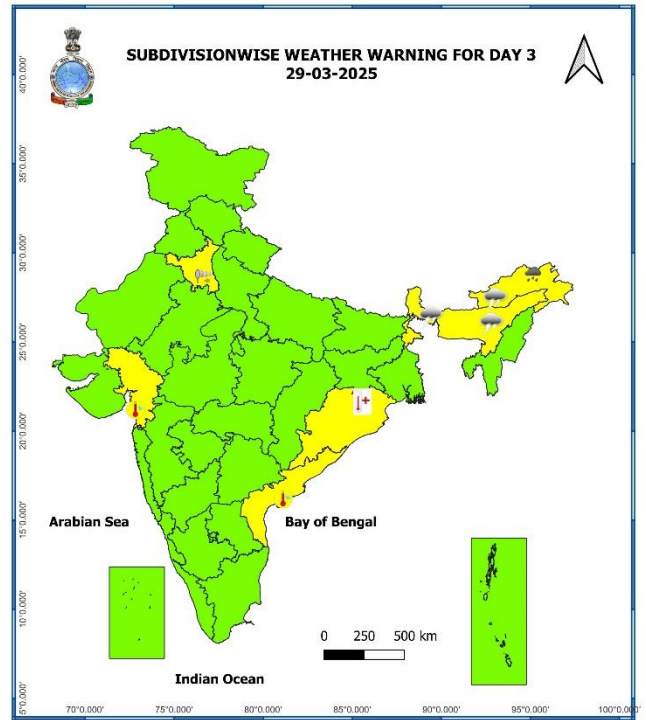 SUBDIVISIONWISE WEATHER WARNING FOR DAY 3
29-03-2025
40°0.000'
35°0.000'
30°0.000'
25°0.000'
20°0.000'
15°0.000'
10°0.000'
5°0.000'
Arabian Sea
Bay of Bengal
0 250 500 km
Indian Ocean
70°0.000' 75°0.000' 80°0.000' 85°0.000' 90°0.000' 95°0.000' 100°0.000'